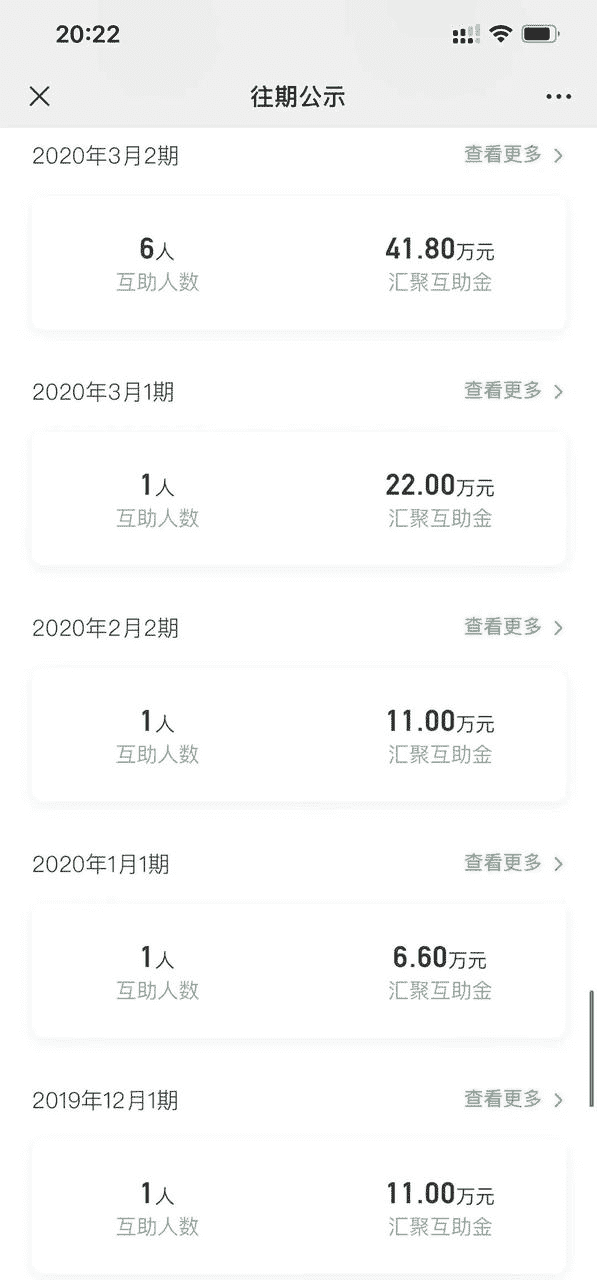 20:22
往期公示
2020年3月2期 查看更多
6人 41.80万元
互助人数 汇聚互助金
2020年3月1期 查看更多
1人 22.00万元
互助人数 汇聚互助金
2020年2月2期 查看更多
1人 11.00万元
互助人数 汇聚互助金
2020年1月1期 查看更多
1人 6.60万元
互助人数 汇聚互助金
2019年12月1期 查看更多
1人 11.00万元
互助人数 汇聚互助金